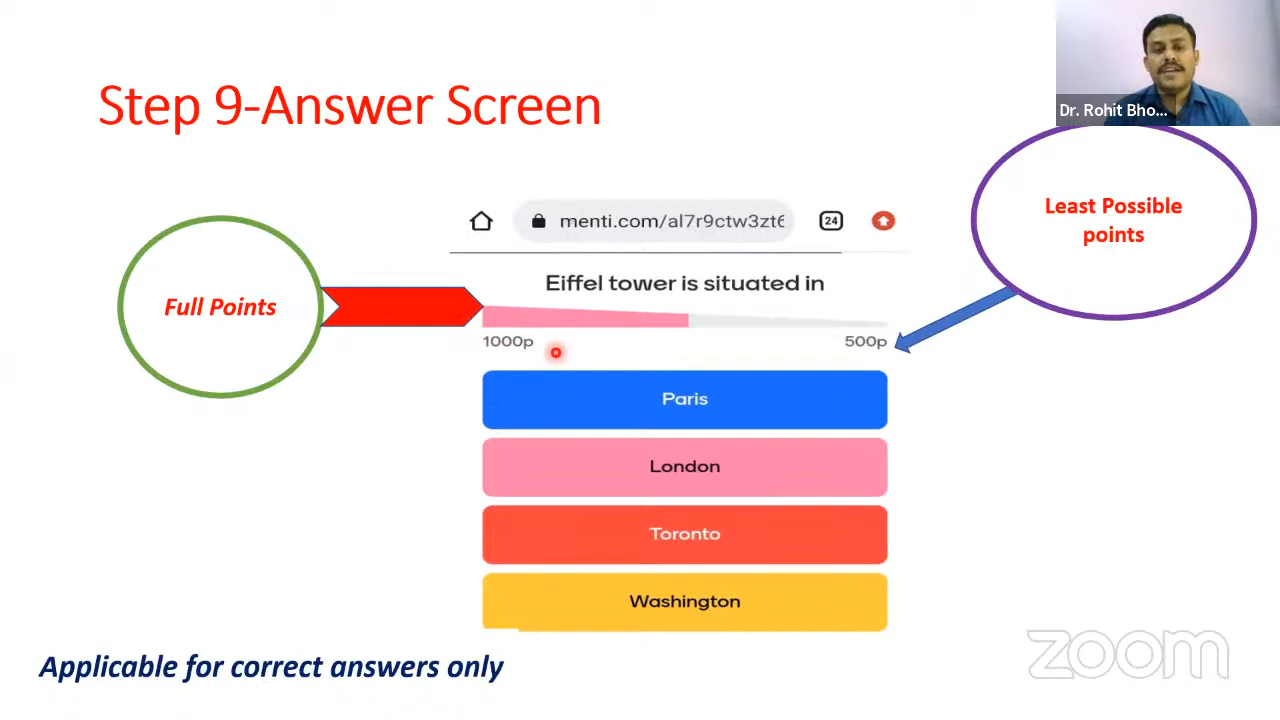 Dr. Rohit Bho...
Step 9-Answer Screen
Least Possible
points
menti.com/al7r9ctw3zt6
24
Full Points
Eiffel tower is situated in
1000p
500p
Paris
London
Toronto
Washington
Applicable for correct answers only
zoom